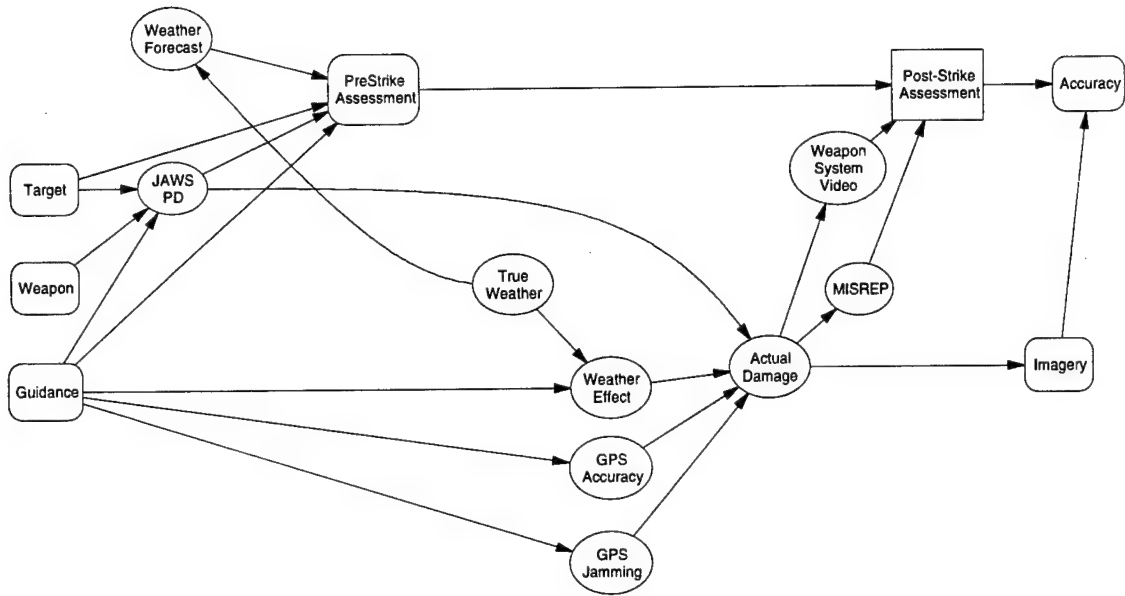 Weather
Forecast
PreStrike
Assessment
Post-Strike
Assessment
Accuracy
Target
JAWS
PD
Weapon
System
Video
Weapon
True
Weather
MISREP
Guidance
Weather
Effect
Actual
Damage
Imagery
GPS
Accuracy
GPS
Jamming